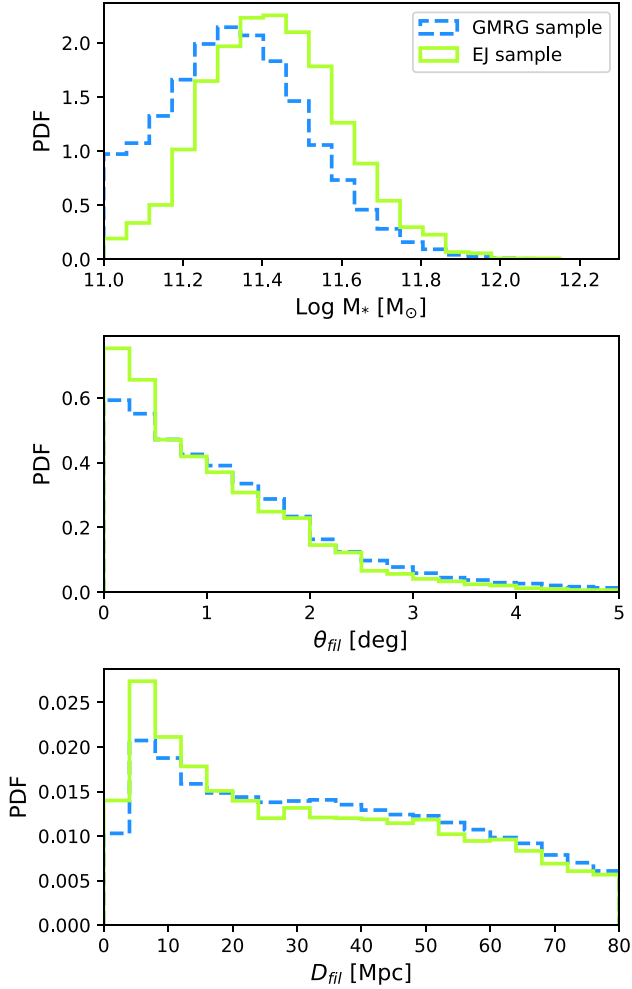 GMRG sample
EJ sample
PDF
2.0
1.5
1.0
0.5
0.0
11.0 11.2 11.4 11.6 11.8 12.0 12.2
Log M* [M⊙]
PDF
0.6
0.4
0.2
0.0
0 1 2 3 4 5
θfil [deg]
PDF
0.025
0.020
0.015
0.010
0.005
0.000
0 10 20 30 40 50 60 70 80
Dfil [Mpc]